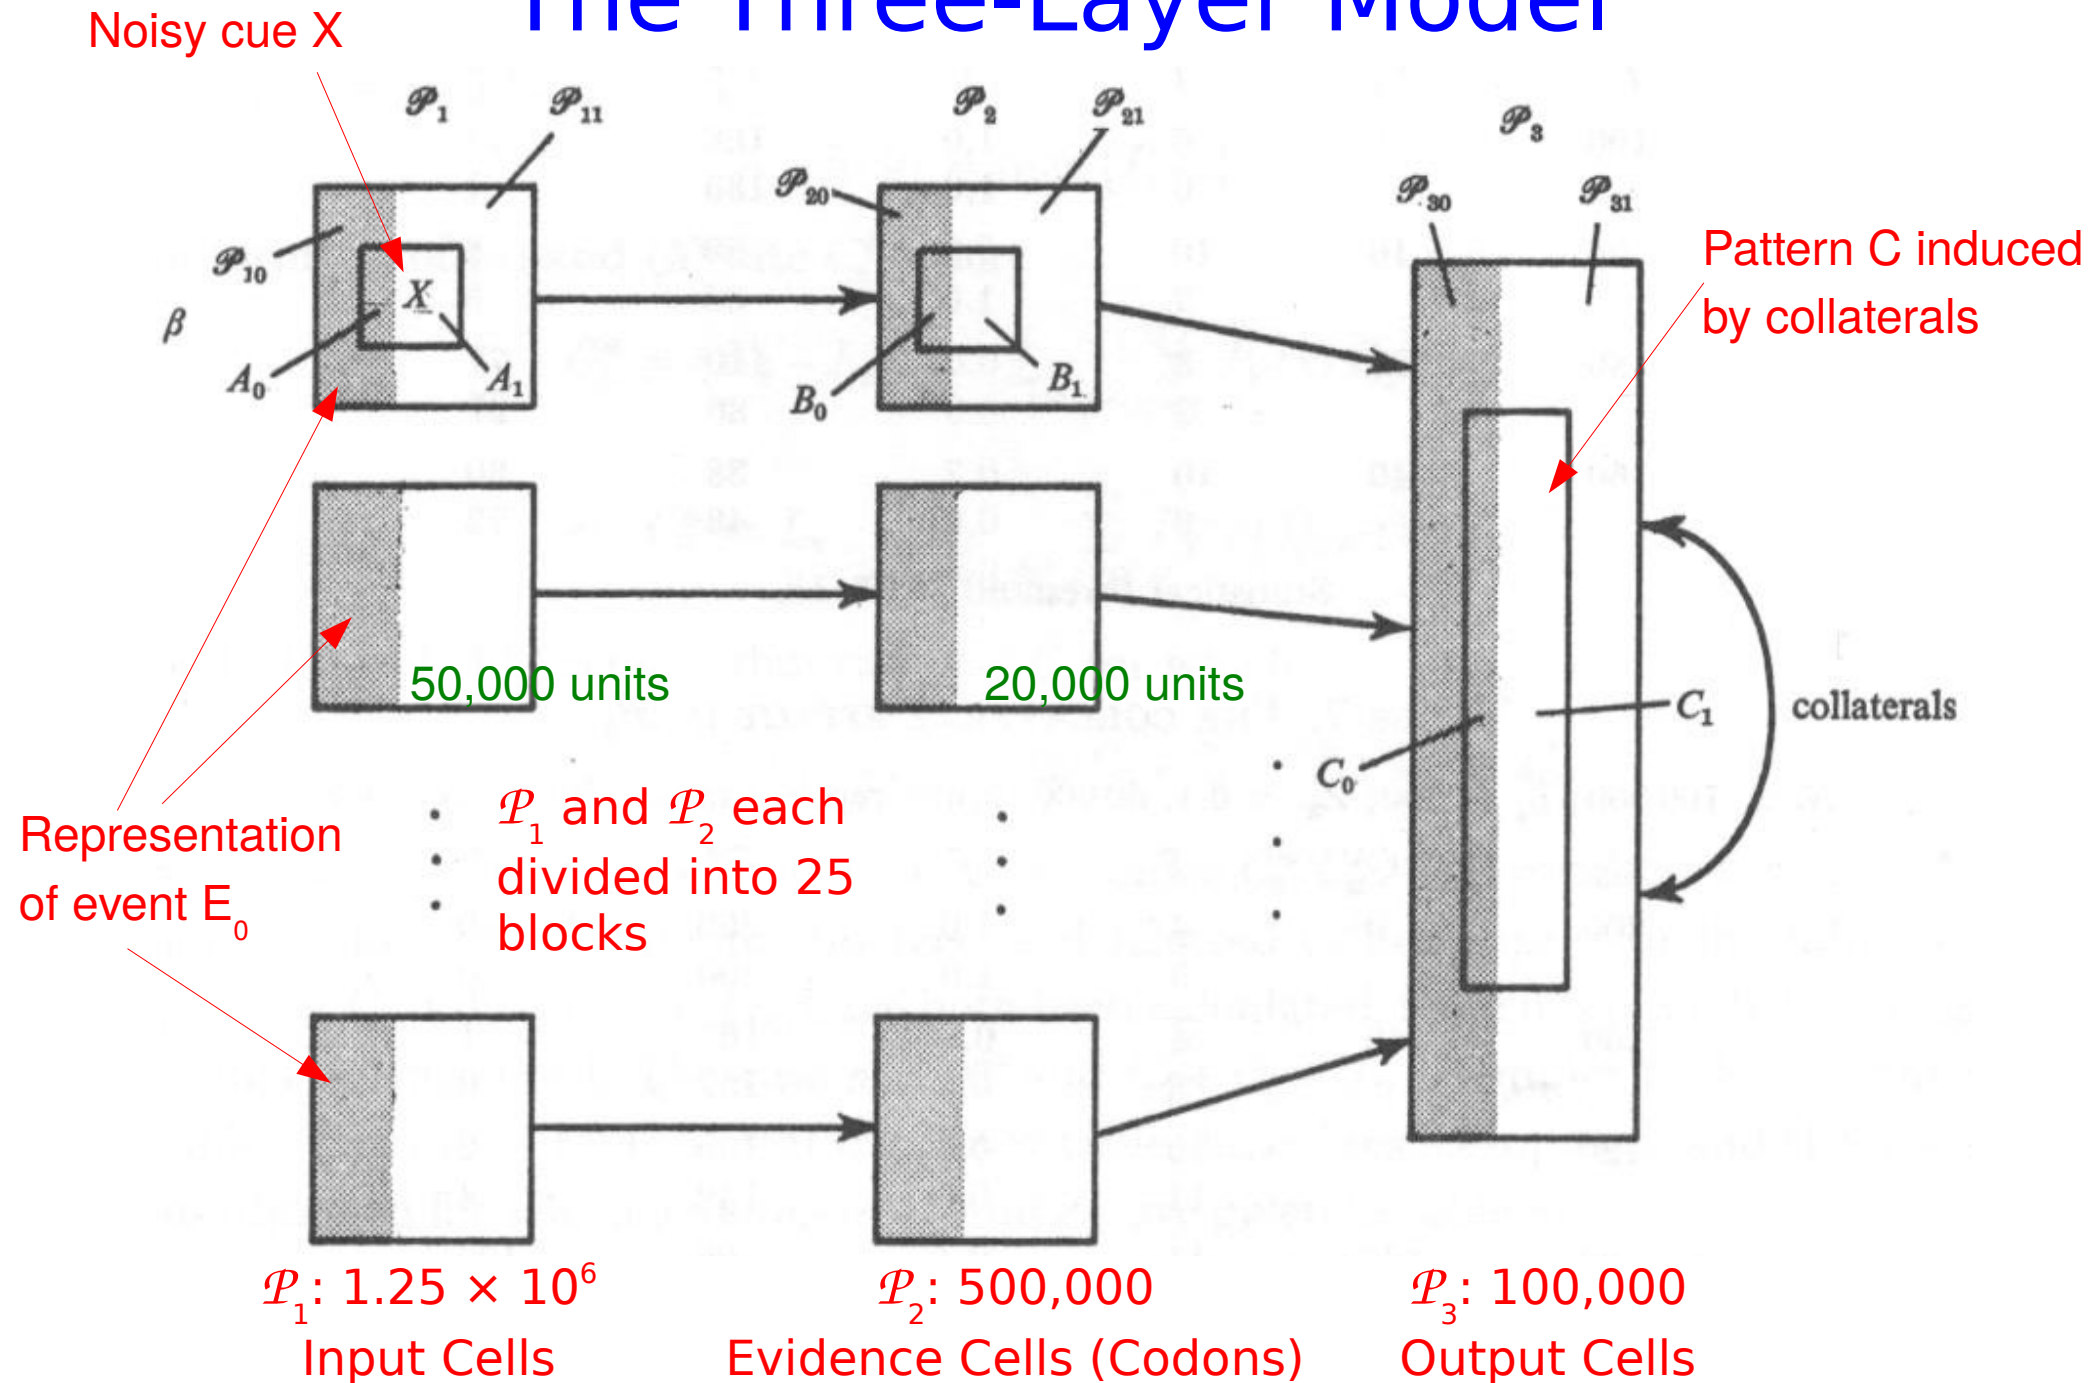 The Three-Layer Model
Noisy cue X
𝒫1
𝒫11
𝒫2
𝒫21
𝒫3
𝒫20
𝒫30
𝒫31
𝒫10
Pattern C induced
by collaterals
X
β
A0
A1
B0
B1
50,000 units
20,000 units
C1
collaterals
C0
𝒫1 and 𝒫2 each
divided into 25
blocks
Representation
of event E0
𝒫1: 1.25 × 10⁶
Input Cells
𝒫2: 500,000
Evidence Cells (Codons)
𝒫3: 100,000
Output Cells